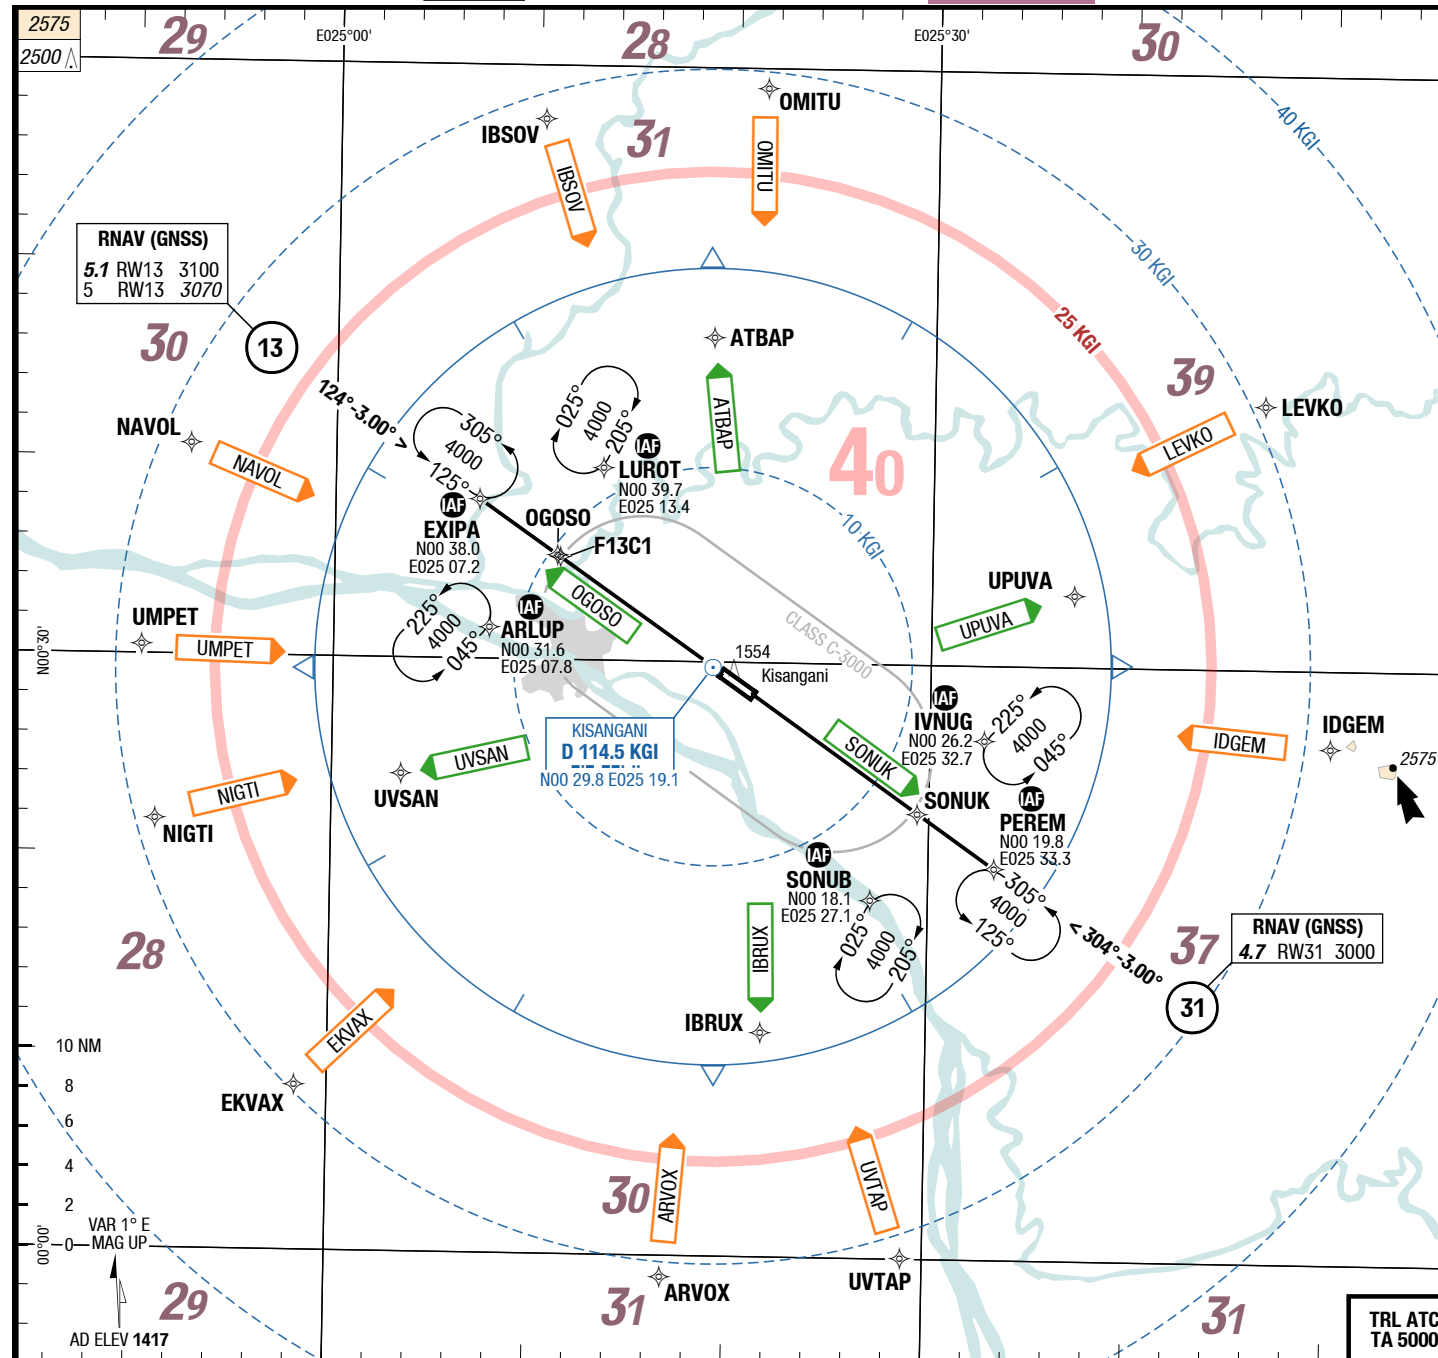 2575
2500
29
E025°00'
28
E025°30'
30
OMITU
IBSOV
31
40 KGI
IBSOV
OMITU
RNAV (GNSS)
5.1 RW13 3100
5 RW13 3070
30 KGI
30
13
25 KGI
ATBAP
39
124°-3.00° >
025°
4000
205°
LEVKO
NAVOL
305°
4000
125°
ATBAP
LEVKO
NAVOL
IAF
LUROT
N00 39.7
E025 13.4
40
IAF
EXIPA
N00 38.0
E025 07.2
OGOSO
F13C1
10 KGI
UPUVA
OGOSO
UMPET
225°
4000
045°
IAF
ARLUP
N00 31.6
E025 07.8
CLASS C-3000
UPUVA
N00°30'
UMPET
1554
Kisangani
IAF
IVNUG
N00 26.2
E025 32.7
225°
4000
045°
KISANGANI
D 114.5 KGI
N00 29.8 E025 19.1
UVSAN
SONUK
IDGEM
IDGEM
2575
NIGTI
UVSAN
SONUK
IAF
PEREM
N00 19.8
E025 33.3
NIGTI
IAF
SONUB
N00 18.1
E025 27.1
305°
4000
125°
28
IBRUX
025°
4000
205°
< 304°-3.00°
37
RNAV (GNSS)
4.7 RW31 3000
31
IBRUX
EKVAX
10 NM
8
EKVAX
6
4
2
0
30
ARVOX
UVTAP
VAR 1° E
MAG UP
00°00'
ARVOX
UVTAP
29
31
31
AD ELEV 1417
TRL ATC
TA 5000